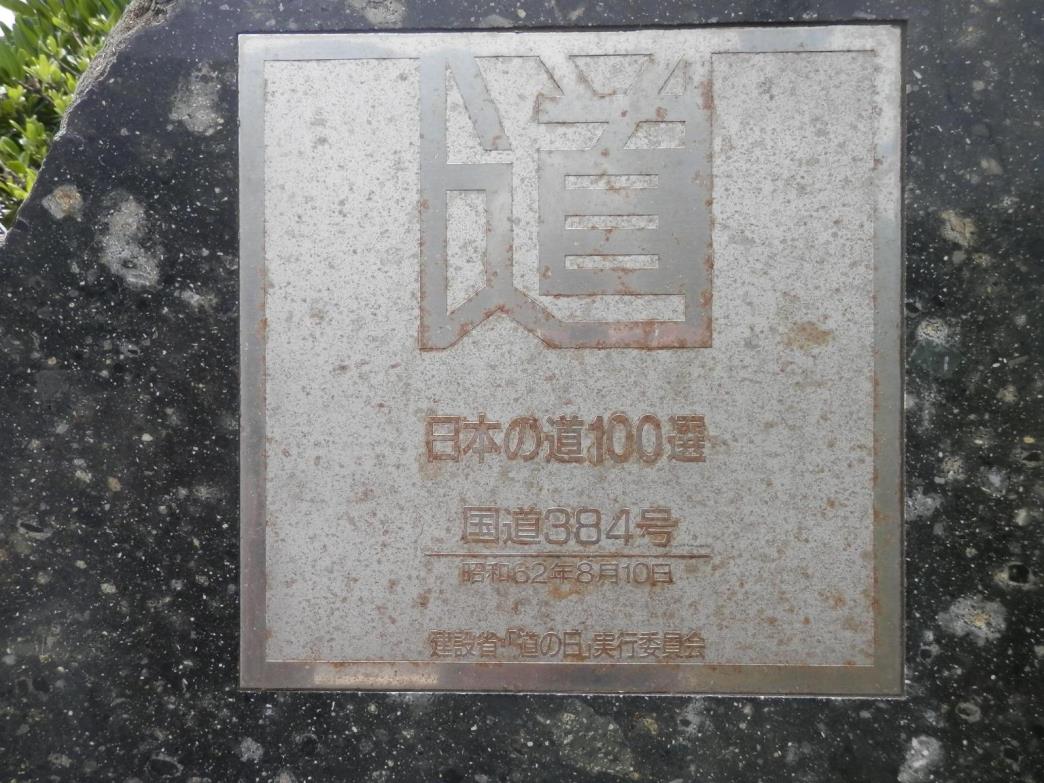 道
日本の道100選
国道384号
昭和62年8月10日
建設省・「道の日」実行委員会